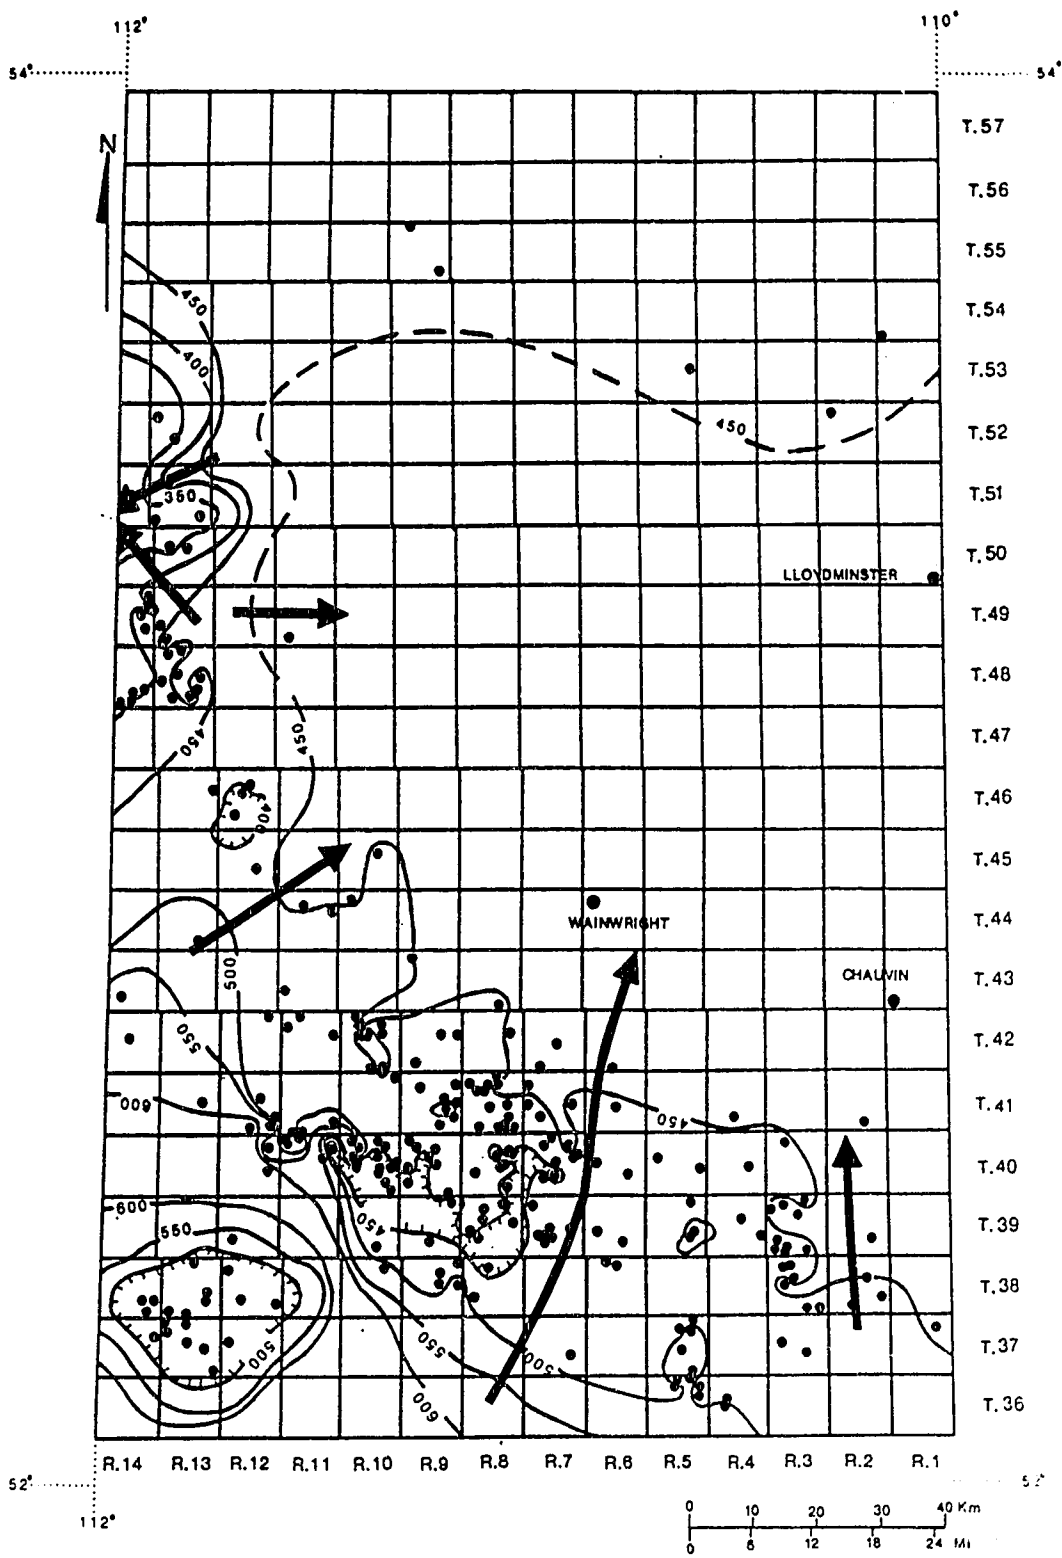 112° 110°
54° 54°
N
T.57
T.56
T.55
T.54
450
400
T.53
450
T.52
350
T.51
T.50
LLOYDMINSTER
T.49
T.48
450
450
T.47
400
T.46
T.45
WAINWRIGHT
T.44
500
CHAUVIN
T.43
550
T.42
600
450
T.41
T.40
600
550
450
T.39
T.38
500
550
500
T.37
600
T.36
R.14 R.13 R.12 R.11 R.10 R.9 R.8 R.7 R.6 R.5 R.4 R.3 R.2 R.1
52° 52°
112°
0 10 20 30 40 Km
0 6 12 18 24 Mi